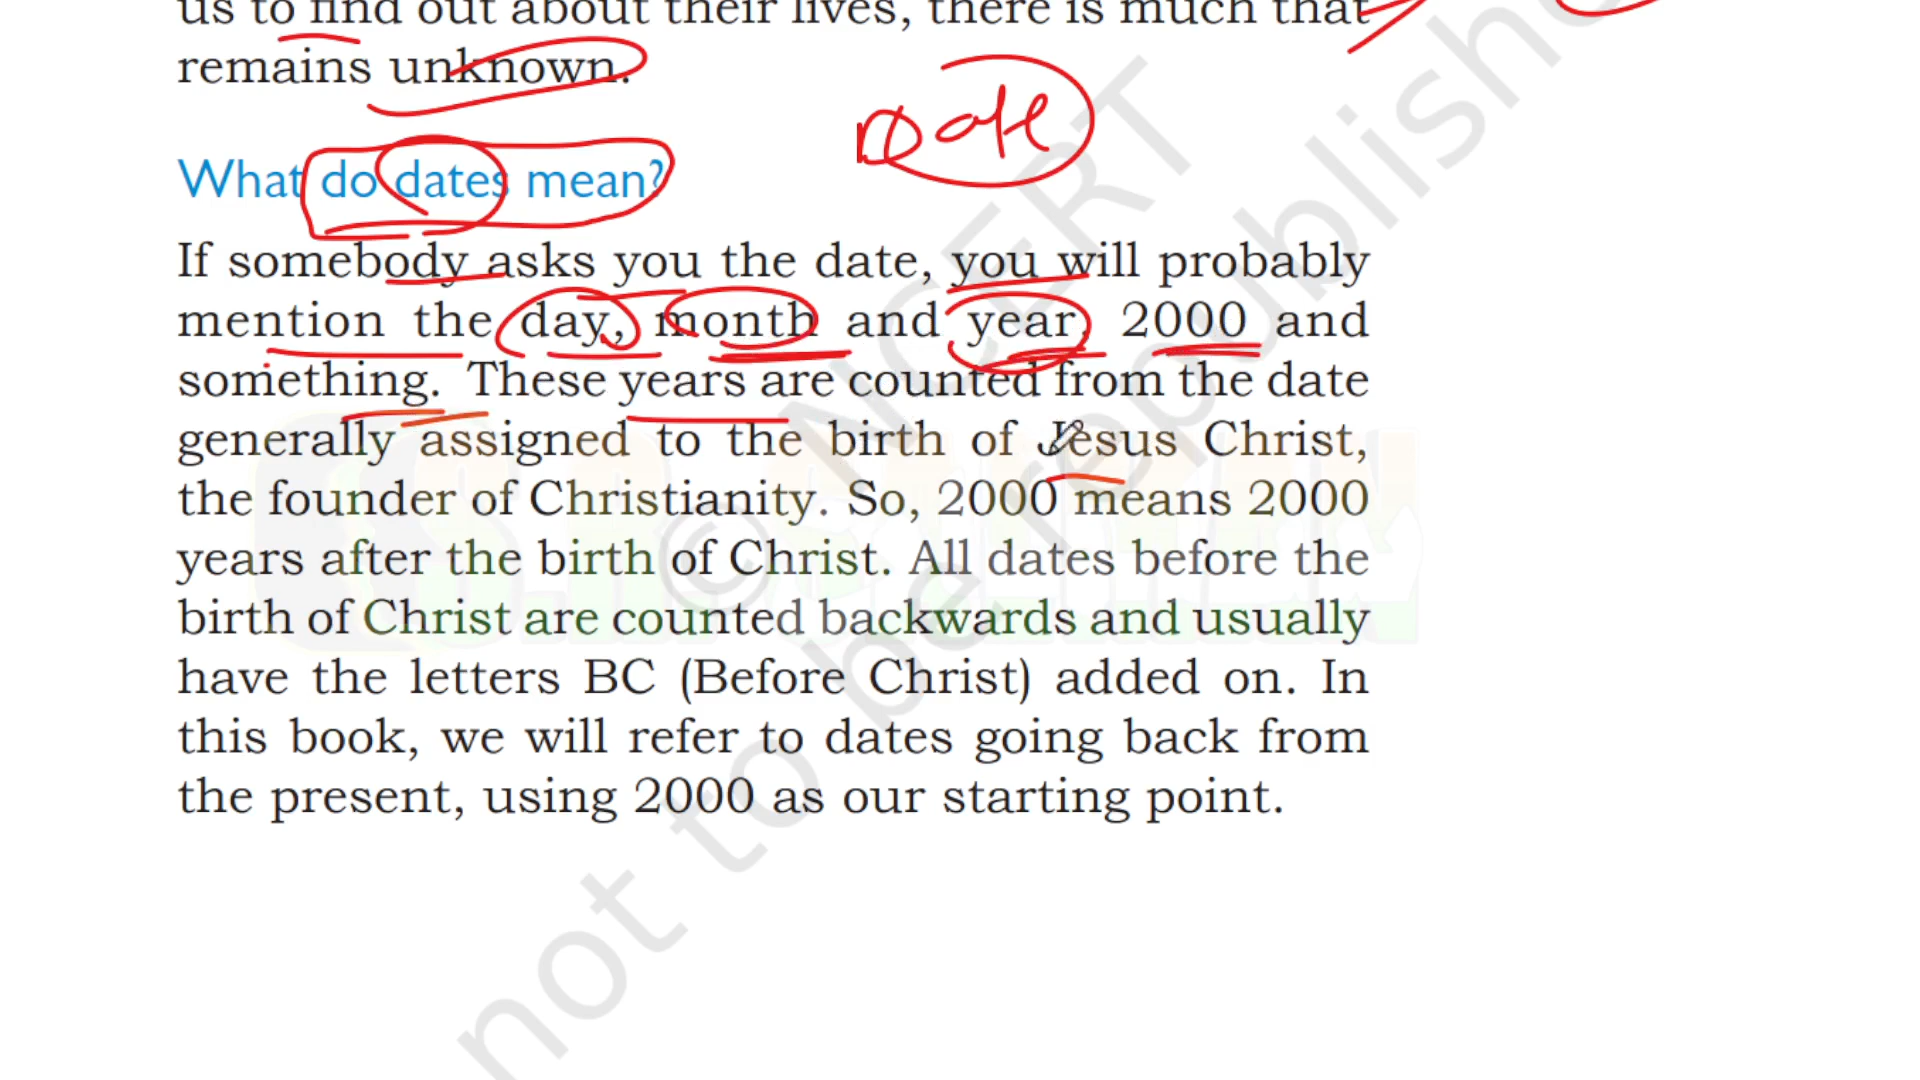 us to find out about their lives, there is much that
remains unknown.
Date
What do dates mean?
If somebody asks you the date, you will probably
mention the day, month and year, 2000 and
something. These years are counted from the date
generally assigned to the birth of Jesus Christ,
the founder of Christianity. So, 2000 means 2000
years after the birth of Christ. All dates before the
birth of Christ are counted backwards and usually
have the letters BC (Before Christ) added on. In
this book, we will refer to dates going back from
the present, using 2000 as our starting point.
© NCERT
not to be republishe